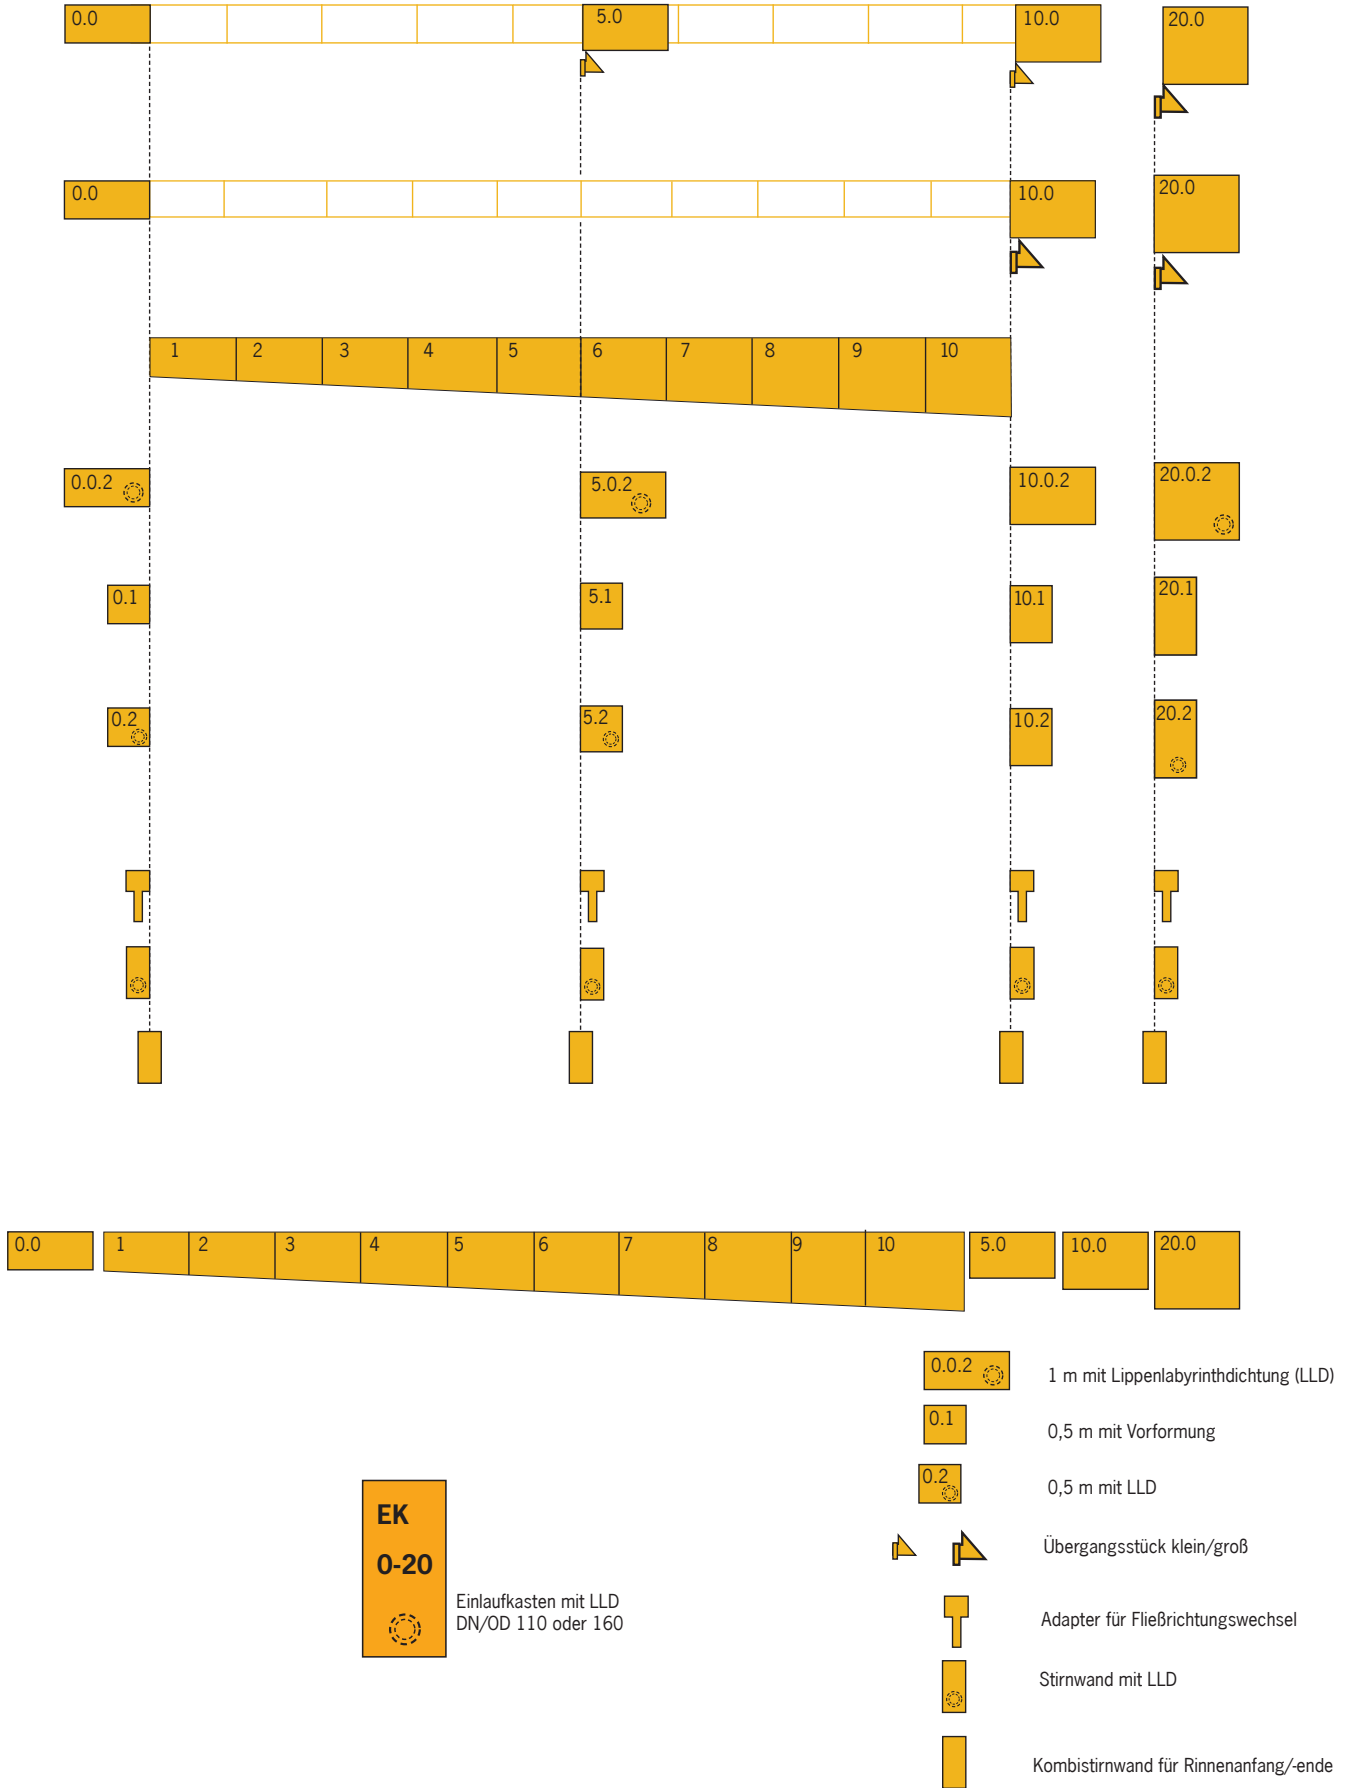 0.0
5.0
10.0
20.0
0.0
10.0
20.0
1 2 3 4 5 6 7 8 9 10
0.0.2
5.0.2
10.0.2
20.0.2
0.1
5.1
10.1
20.1
0.2
5.2
10.2
20.2
0.0
1 2 3 4 5 6 7 8 9 10
5.0
10.0
20.0
0.0.2
1 m mit Lippenlabyrinthdichtung (LLD)
0.1
0,5 m mit Vorformung
0.2
0,5 m mit LLD
Übergangsstück klein/groß
Adapter für Fließrichtungswechsel
Stirnwand mit LLD
Kombistirnwand für Rinnenanfang/-ende
EK
0-20
Einlaufkasten mit LLD
DN/OD 110 oder 160